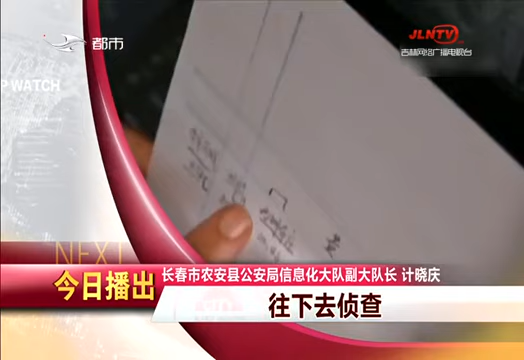 都市
JLNTV
吉林网络广播电视台
P WATCH
NEXT
今日播出
长春市农安县公安局信息化大队副大队长 计晓庆
往下去侦查